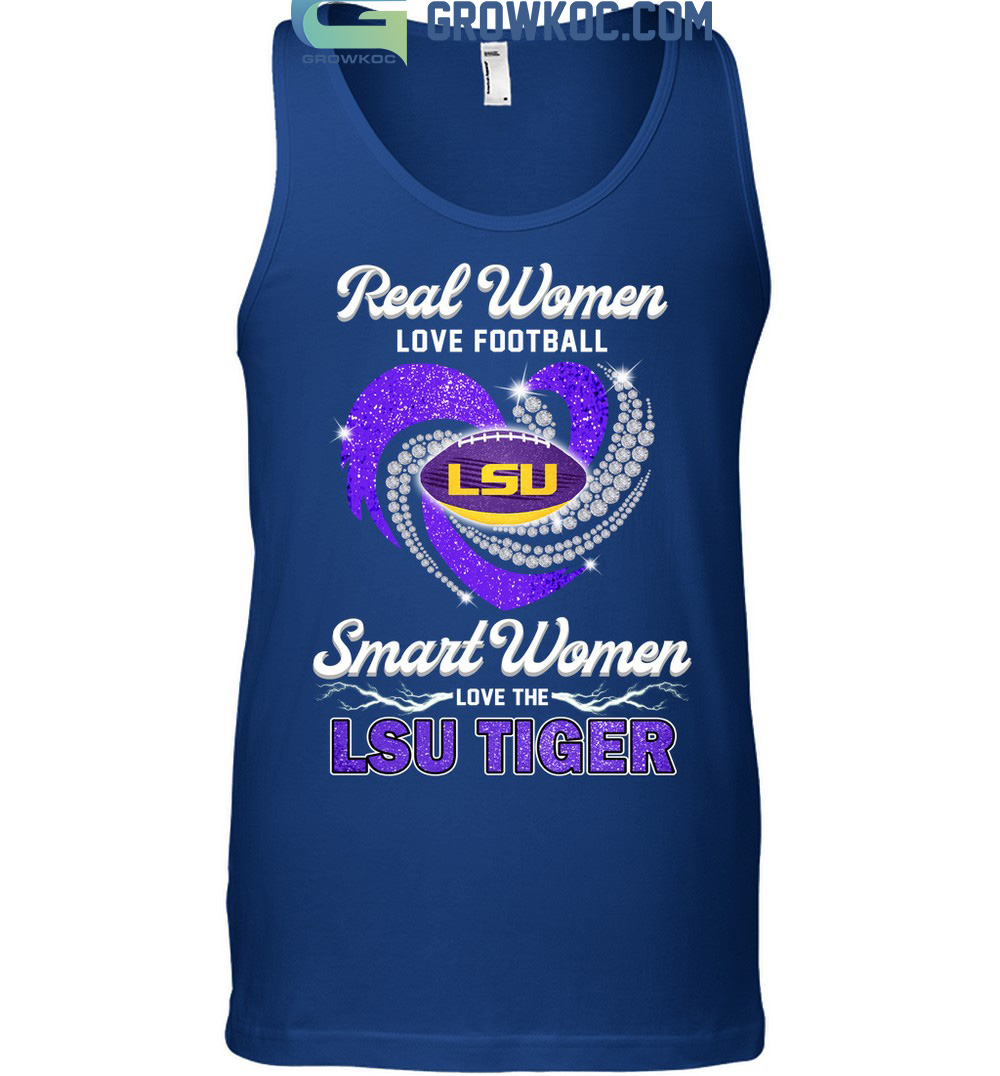 GROWKOC.COM
GROWKOC
Real Women
LOVE FOOTBALL
LSU
Smart Women
LOVE THE
LSU TIGER